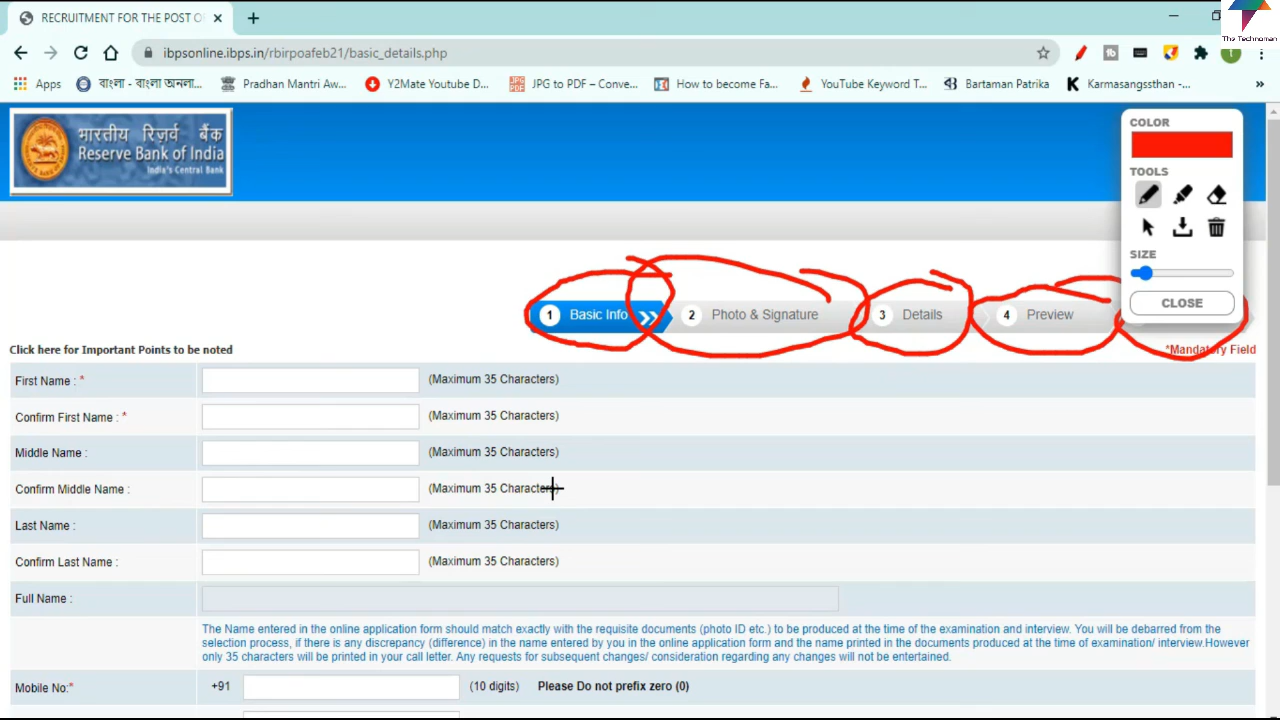 RECRUITMENT FOR THE POST O
The Technoman
ibpsonline.ibps.in/rbirpoafeb21/basic_details.php
Apps
বাংলা - বাংলা অনলা...
Pradhan Mantri Aw...
Y2Mate Youtube D...
JPG to PDF – Conve...
How to become Fa...
YouTube Keyword T...
Bartaman Patrika
Karmasangssthan -...
भारतीय रिज़र्व बैंक
Reserve Bank of India
India's Central Bank
COLOR
TOOLS
SIZE
CLOSE
1 Basic Info
2 Photo & Signature
3 Details
4 Preview
Click here for Important Points to be noted
*Mandatory Field
First Name : * (Maximum 35 Characters)
Confirm First Name : * (Maximum 35 Characters)
Middle Name : (Maximum 35 Characters)
Confirm Middle Name : (Maximum 35 Characters)
Last Name : (Maximum 35 Characters)
Confirm Last Name : (Maximum 35 Characters)
Full Name :
The Name entered in the online application form should match exactly with the requisite documents (photo ID etc.) to be produced at the time of the examination and interview. You will be debarred from the
selection process, if there is any discrepancy (difference) in the name entered by you in the online application form and the name printed in the documents produced at the time of examination/ interview.However
only 35 characters will be printed in your call letter. Any requests for subsequent changes/ consideration regarding any changes will not be entertained.
Mobile No:* +91 (10 digits) Please Do not prefix zero (0)